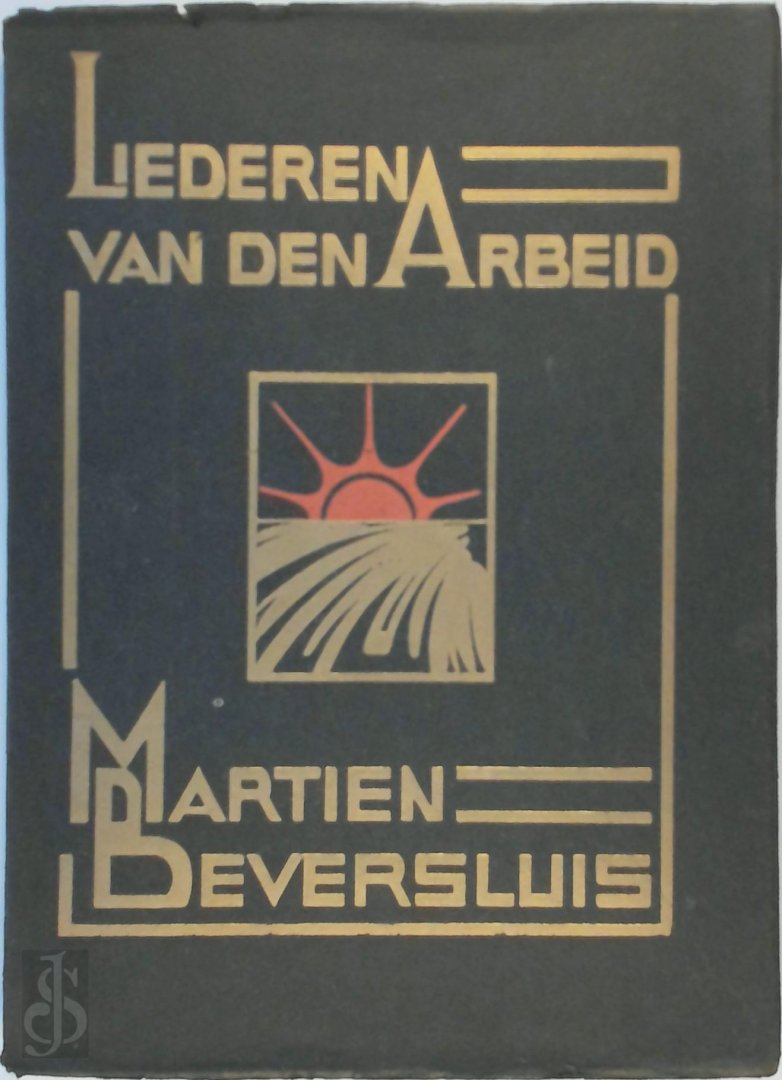 LIEDEREN
VAN DEN ARBEID
MARTIEN
BEVERSLUIS